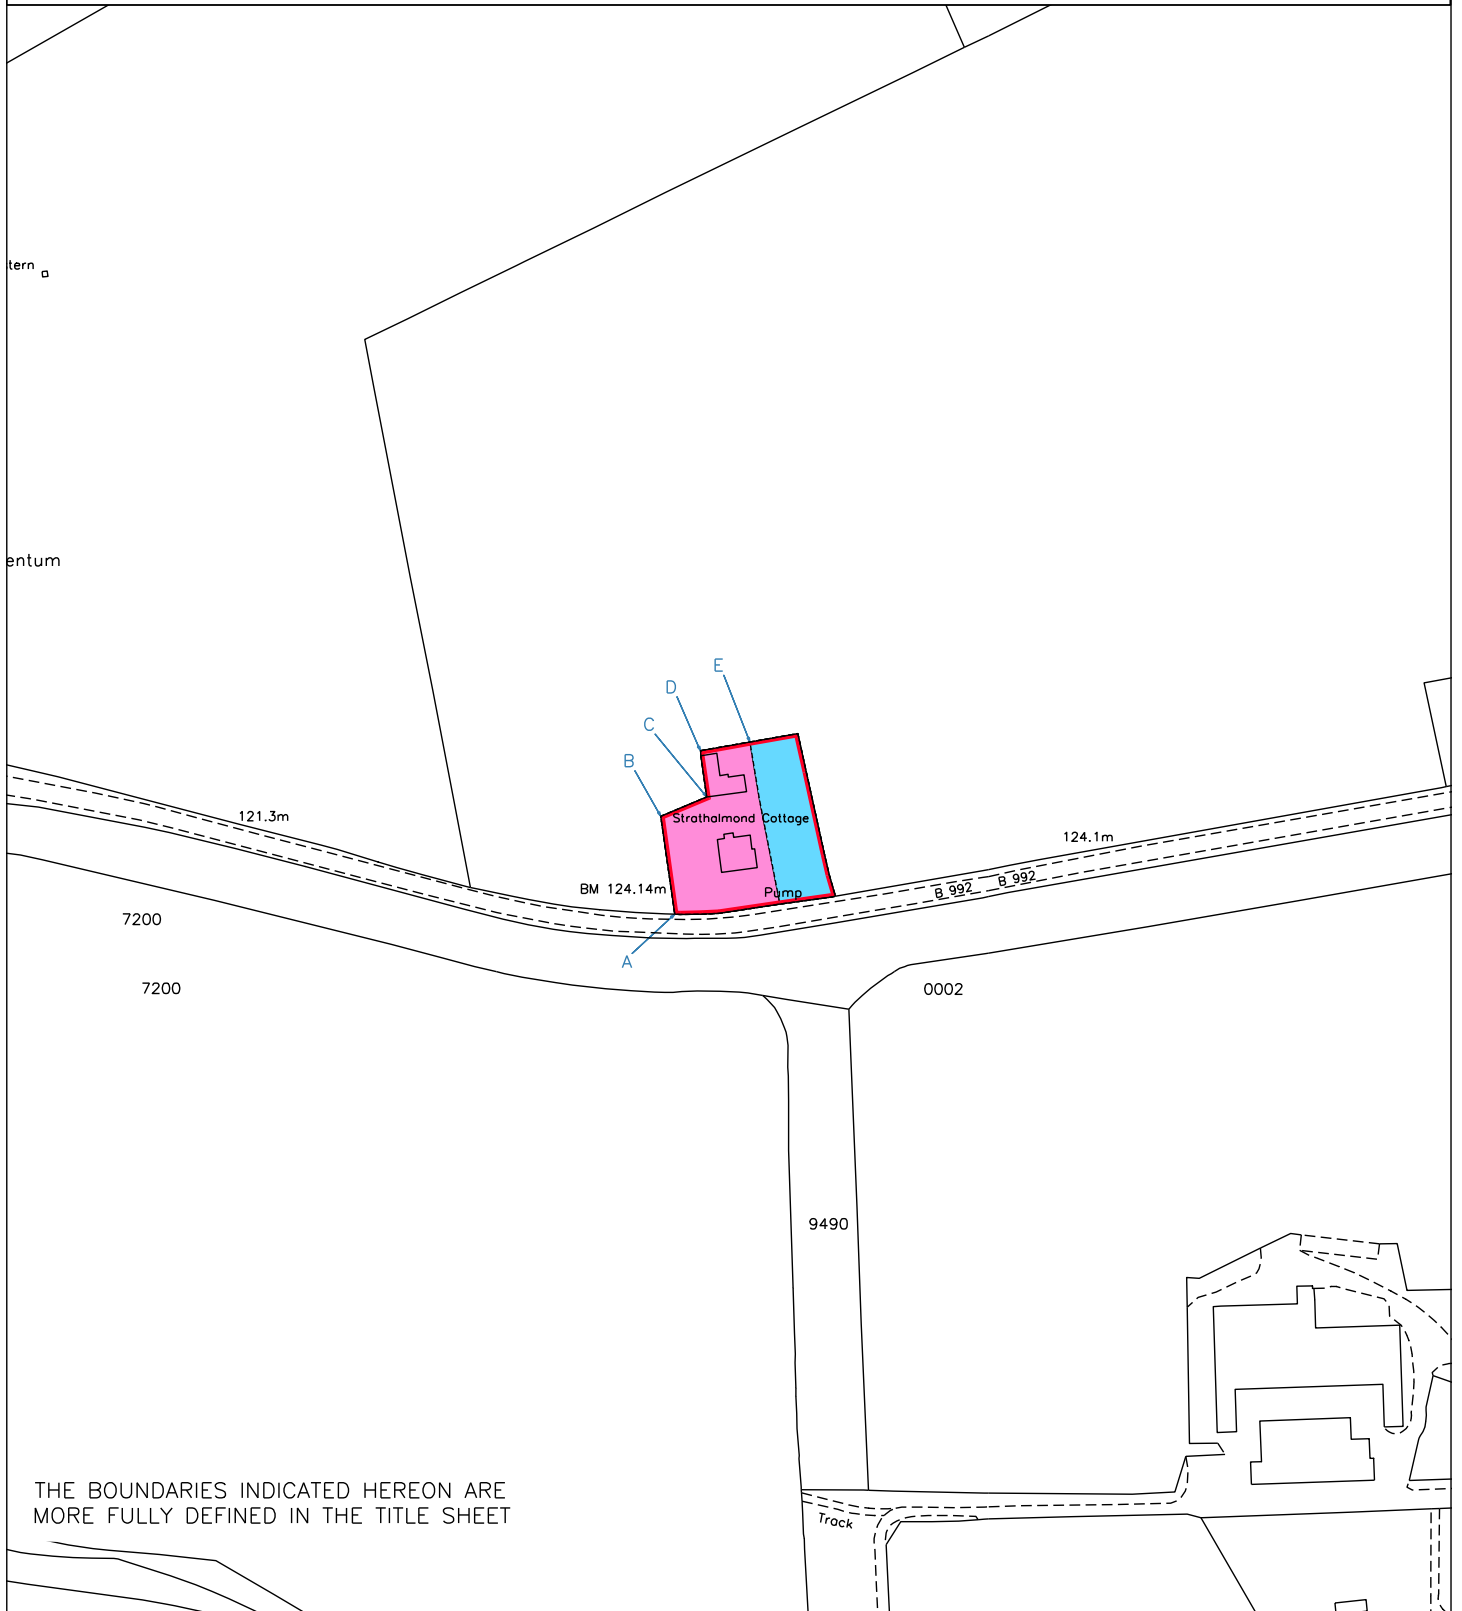 tern
entum
E
D
C
B
121.3m
Strathalmond Cottage
124.1m
BM 124.14m
Pump
B 992
B 992
7200
A
7200
0002
9490
THE BOUNDARIES INDICATED HEREON ARE
MORE FULLY DEFINED IN THE TITLE SHEET
Track